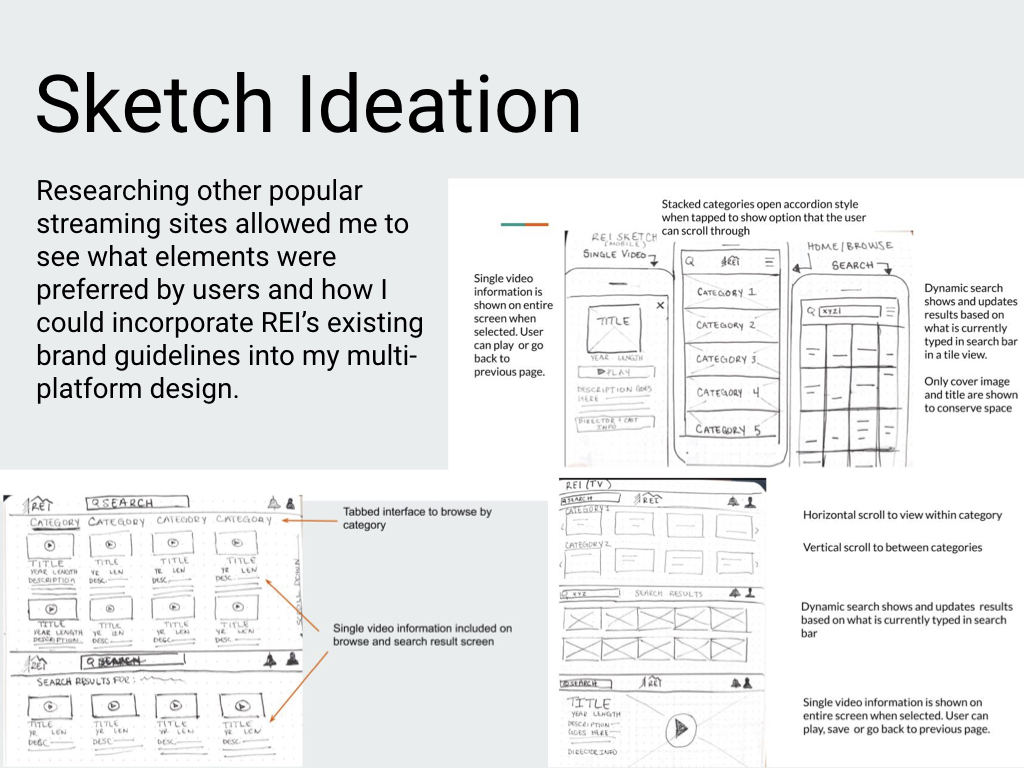 Sketch Ideation
Researching other popular
streaming sites allowed me to
see what elements were
preferred by users and how I
could incorporate REI’s existing
brand guidelines into my multi-
platform design.
Stacked categories open accordion style
when tapped to show option that the user
can scroll through
REI SKETCH
(MOBILE)
SINGLE VIDEO
HOME/BROWSE
SEARCH
Single video
information is
shown on entire
screen when
selected. User
can play or go
back to
previous page.
X
TITLE
YEAR LENGTH
PLAY
DESCRIPTION GOES
HERE
DIRECTOR + CAST
INFO
REI
CATEGORY 1
CATEGORY 2
CATEGORY 3
CATEGORY 4
CATEGORY 5
xyz|
Dynamic search
shows and updates
results based on
what is currently
typed in search bar
in a tile view.
Only cover image
and title are shown
to conserve space
REI
SEARCH
CATEGORY CATEGORY CATEGORY CATEGORY
TITLE TITLE TITLE TITLE
YEAR LENGTH YR LEN YR LEN YR LEN
DESCRIPTION DESC. DESC. DESC.
TITLE TITLE TITLE TITLE
YEAR LENGTH YR LEN YR LEN YR LEN
DESCRIPTION DESC. DESC. DESC.
SCROLL DOWN
Tabbed interface to browse by
category
Single video information included on
browse and search result screen
REI
SEARCH
SEARCH RESULTS FOR:
TITLE TITLE TITLE TITLE
YR LEN YR LEN YR LEN YR LEN
DESC DESC. DESC. DESC.
REI (TV)
SEARCH REI
CATEGORY 1
CATEGORY 2
xyz SEARCH RESULTS
SEARCH REI
TITLE
YEAR LENGTH
DESCRIPTION
GOES HERE
DIRECTOR INFO
Horizontal scroll to view within category
Vertical scroll to between categories
Dynamic search shows and updates results
based on what is currently typed in search
bar
Single video information is shown on
entire screen when selected. User can
play, save or go back to previous page.